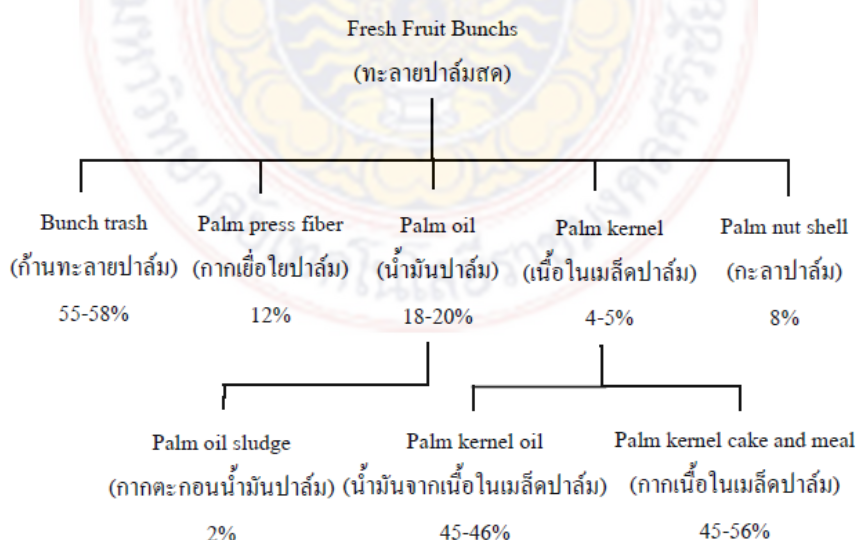 Fresh Fruit Bunchs
(ทะลายปาล์มสด)
Bunch trash Palm press fiber Palm oil Palm kernel Palm nut shell
(ก้านทะลายปาล์ม) (กากเยื่อใยปาล์ม) (น้ำมันปาล์ม) (เนื้อในเมล็ดปาล์ม) (กะลาปาล์ม)
55-58% 12% 18-20% 4-5% 8%
Palm oil sludge Palm kernel oil Palm kernel cake and meal
(กากตะกอนน้ำมันปาล์ม) (น้ำมันจากเนื้อในเมล็ดปาล์ม) (กากเนื้อในเมล็ดปาล์ม)
2% 45-46% 45-56%